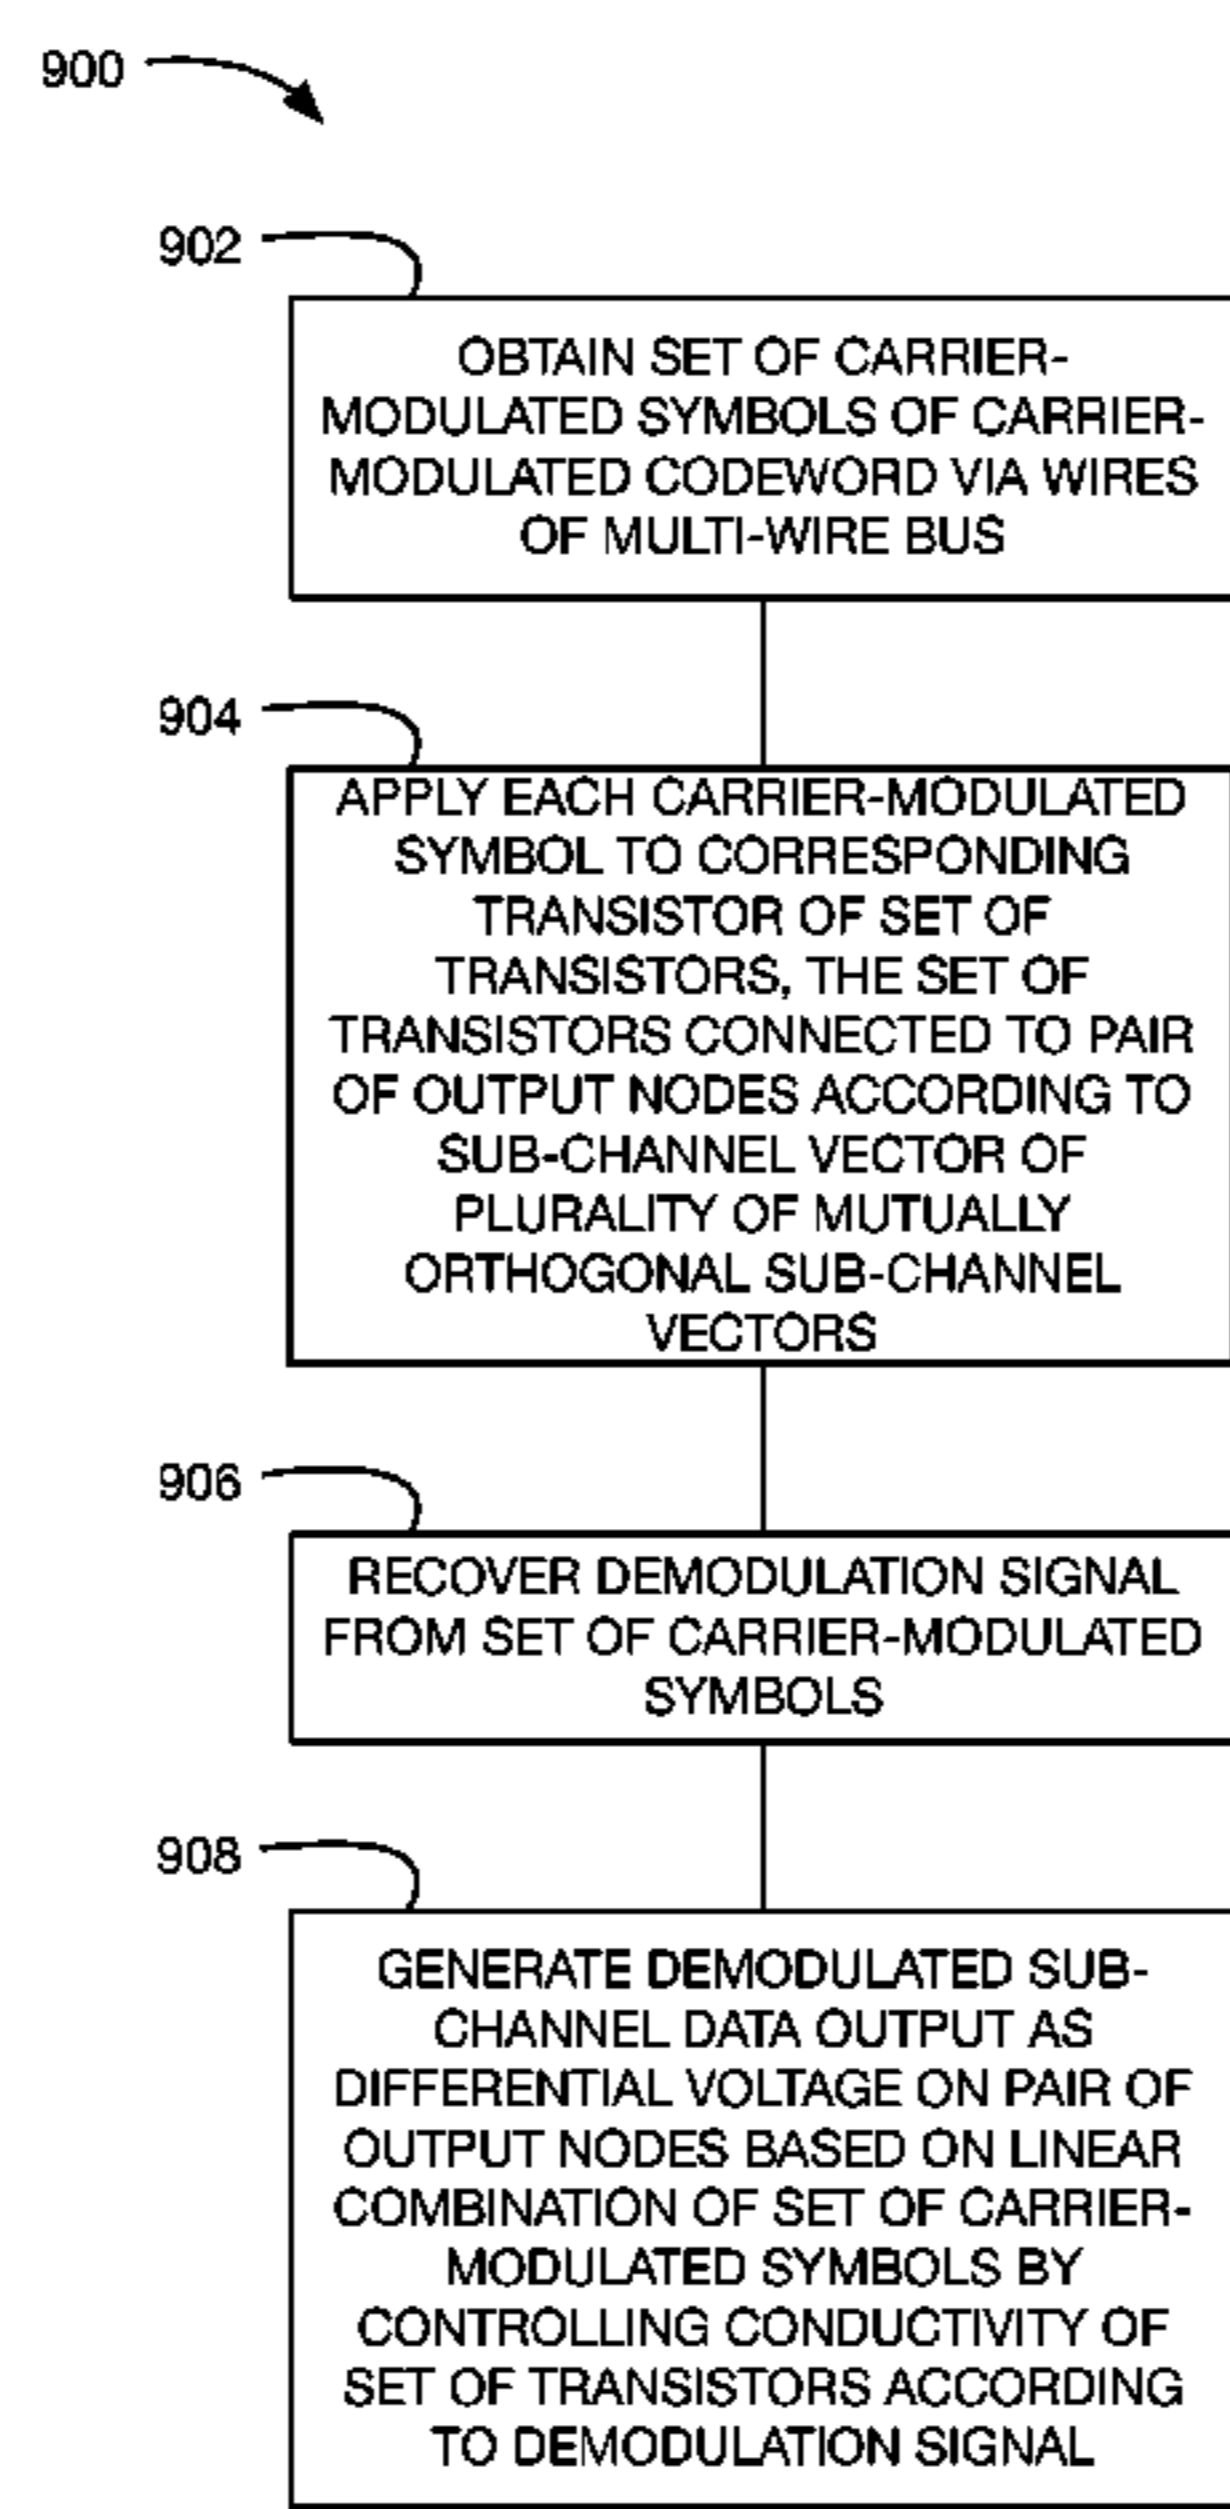 900
902
OBTAIN SET OF CARRIER-
MODULATED SYMBOLS OF CARRIER-
MODULATED CODEWORD VIA WIRES
OF MULTI-WIRE BUS
904
APPLY EACH CARRIER-MODULATED
SYMBOL TO CORRESPONDING
TRANSISTOR OF SET OF
TRANSISTORS, THE SET OF
TRANSISTORS CONNECTED TO PAIR
OF OUTPUT NODES ACCORDING TO
SUB-CHANNEL VECTOR OF
PLURALITY OF MUTUALLY
ORTHOGONAL SUB-CHANNEL
VECTORS
906
RECOVER DEMODULATION SIGNAL
FROM SET OF CARRIER-MODULATED
SYMBOLS
908
GENERATE DEMODULATED SUB-
CHANNEL DATA OUTPUT AS
DIFFERENTIAL VOLTAGE ON PAIR OF
OUTPUT NODES BASED ON LINEAR
COMBINATION OF SET OF CARRIER-
MODULATED SYMBOLS BY
CONTROLLING CONDUCTIVITY OF
SET OF TRANSISTORS ACCORDING
TO DEMODULATION SIGNAL